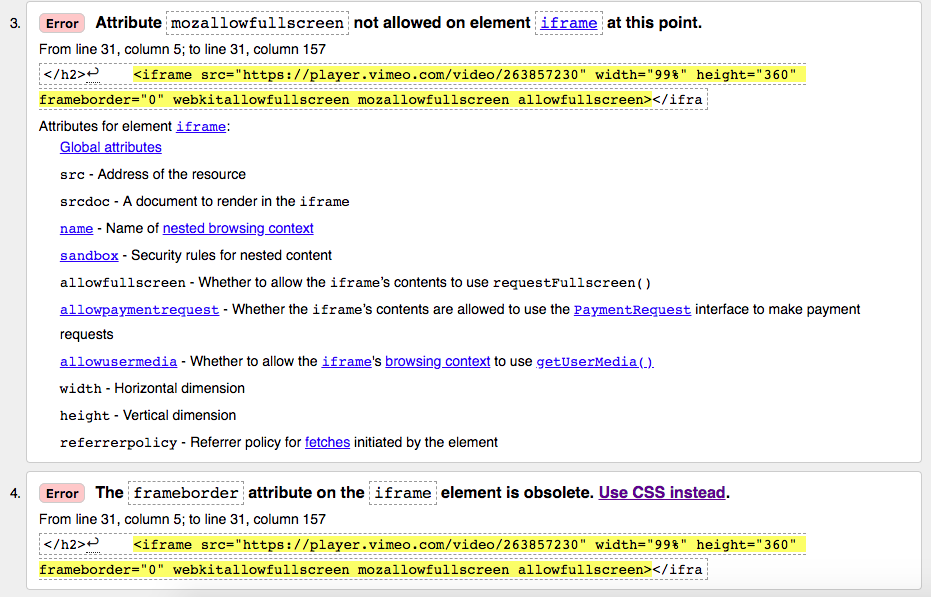 3. Error Attribute mozallowfullscreen not allowed on element iframe at this point.
From line 31, column 5; to line 31, column 157
</h2>↩    <iframe src="https://player.vimeo.com/video/263857230" width="99%" height="360"
frameborder="0" webkitallowfullscreen mozallowfullscreen allowfullscreen></ifra
Attributes for element iframe:
Global attributes
src - Address of the resource
srcdoc - A document to render in the iframe
name - Name of nested browsing context
sandbox - Security rules for nested content
allowfullscreen - Whether to allow the iframe’s contents to use requestFullscreen()
allowpaymentrequest - Whether the iframe’s contents are allowed to use the PaymentRequest interface to make payment
requests
allowusermedia - Whether to allow the iframe's browsing context to use getUserMedia()
width - Horizontal dimension
height - Vertical dimension
referrerpolicy - Referrer policy for fetches initiated by the element
4. Error The frameborder attribute on the iframe element is obsolete. Use CSS instead.
From line 31, column 5; to line 31, column 157
</h2>↩    <iframe src="https://player.vimeo.com/video/263857230" width="99%" height="360"
frameborder="0" webkitallowfullscreen mozallowfullscreen allowfullscreen></ifra